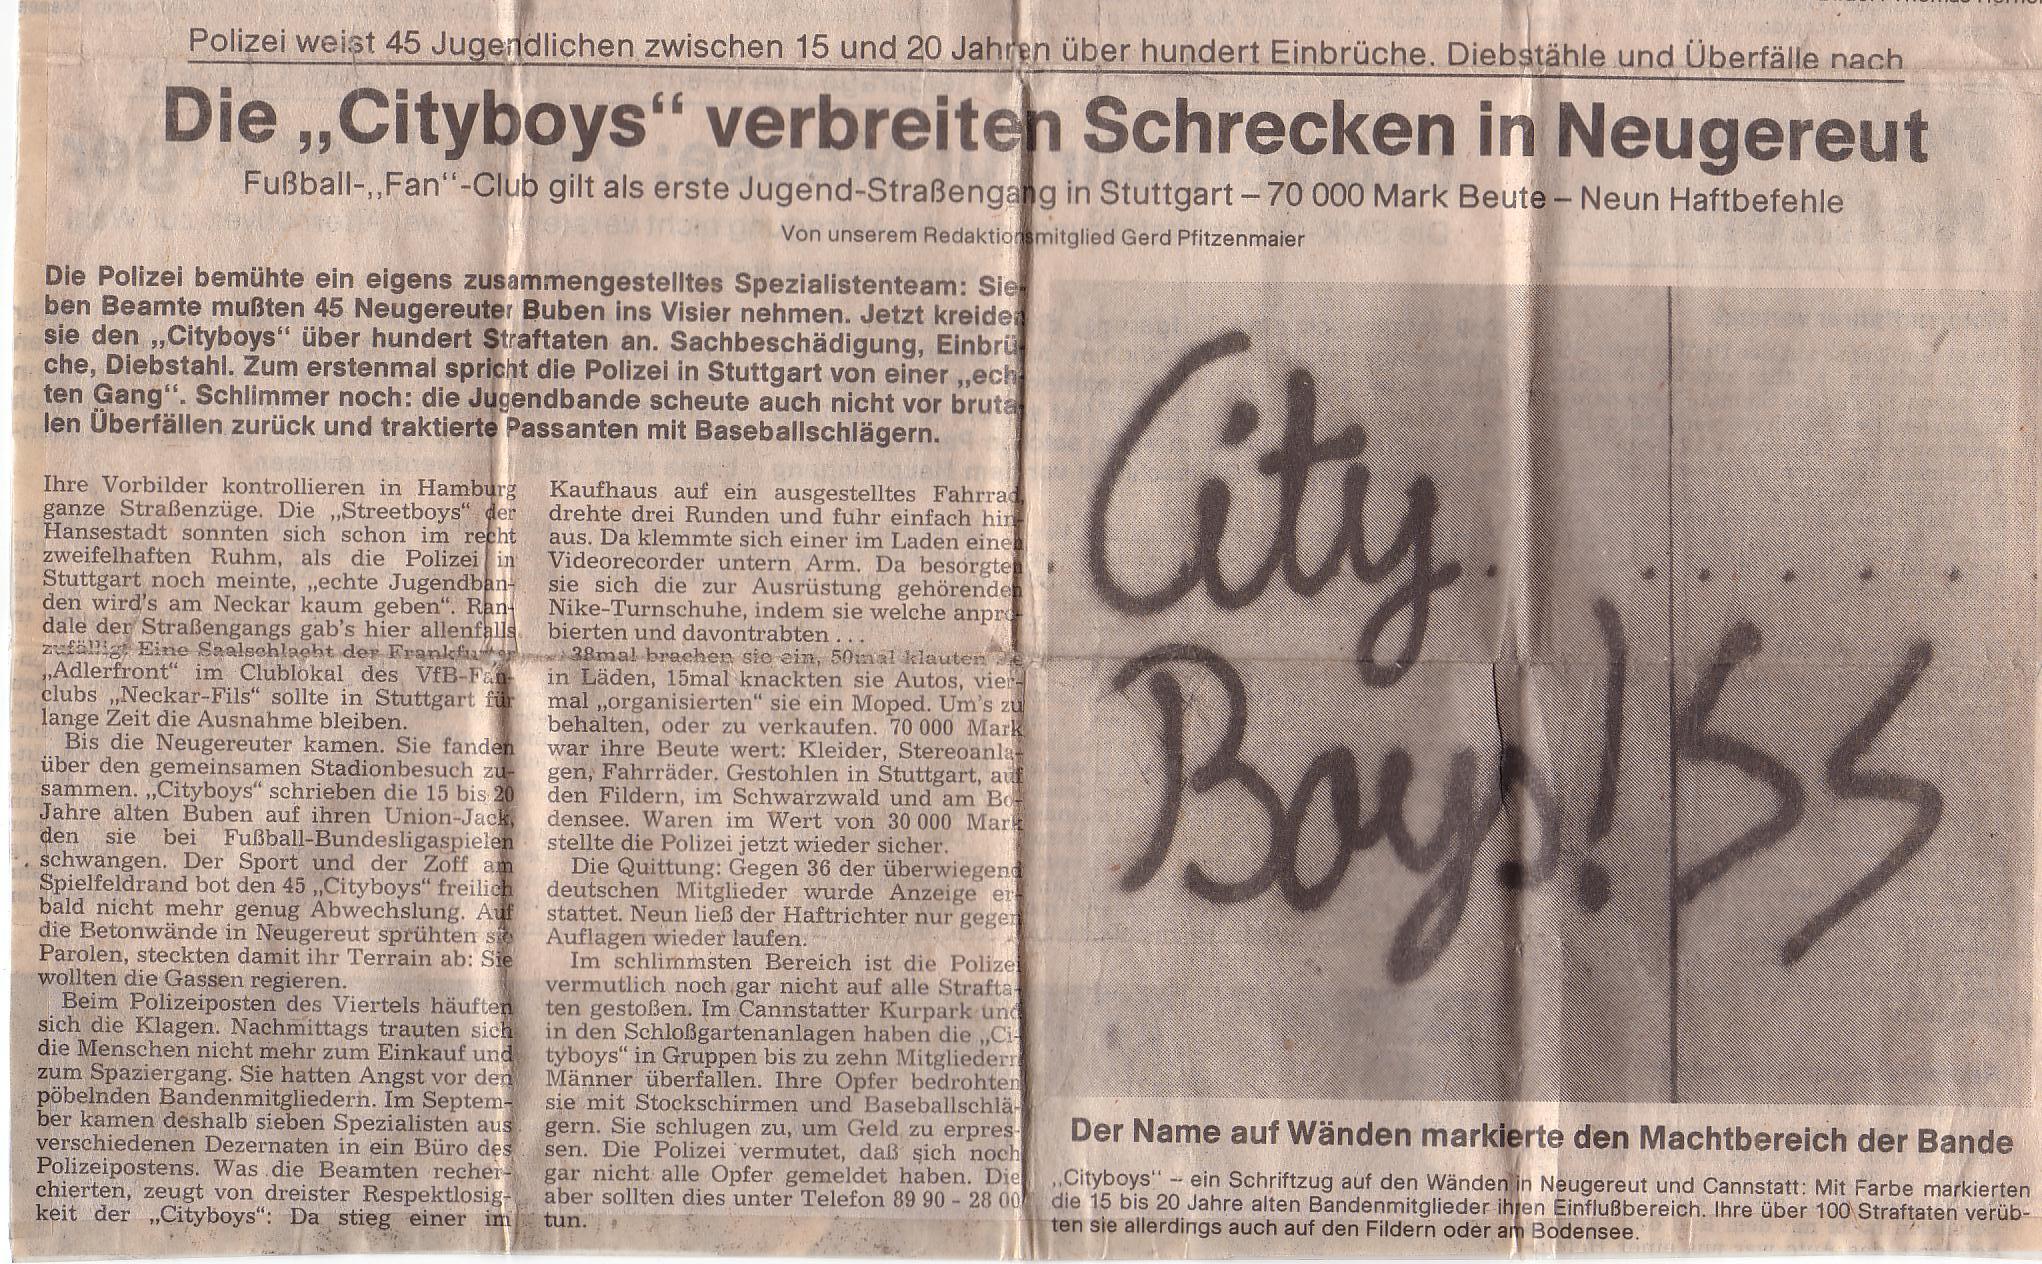 Polizei weist 45 Jugendlichen zwischen 15 und 20 Jahren über hundert Einbrüche. Diebstähle und Überfälle nach
Die „Cityboys“ verbreiten Schrecken in Neugereut
Fußball-„Fan“-Club gilt als erste Jugend-Straßengang in Stuttgart – 70 000 Mark Beute – Neun Haftbefehle
Von unserem Redaktionsmitglied Gerd Pfitzenmaier
Die Polizei bemühte ein eigens zusammengestelltes Spezialistenteam: Sie-
ben Beamte mußten 45 Neugereuter Buben ins Visier nehmen. Jetzt kreiden
sie den „Cityboys“ über hundert Straftaten an. Sachbeschädigung, Einbrü-
che, Diebstahl. Zum erstenmal spricht die Polizei in Stuttgart von einer „ech-
ten Gang“. Schlimmer noch: die Jugendbande scheute auch nicht vor bruta-
len Überfällen zurück und traktierte Passanten mit Baseballschlägern.
Ihre Vorbilder kontrollieren in Hamburg
ganze Straßenzüge. Die „Streetboys“ der
Hansestadt sonnten sich schon im recht
zweifelhaften Ruhm, als die Polizei in
Stuttgart noch meinte, „echte Jugendban-
den wird's am Neckar kaum geben“. Ran-
dale der Straßengangs gab's hier allenfalls
zufällig: Eine Saalschlacht der Frankfurter
„Adlerfront“ im Clublokal des VfB-Fan-
clubs „Neckar-Fils“ sollte in Stuttgart für
lange Zeit die Ausnahme bleiben.
Bis die Neugereuter kamen. Sie fanden
über den gemeinsamen Stadionbesuch zu-
sammen. „Cityboys“ schrieben die 15 bis 20
Jahre alten Buben auf ihren Union-Jack,
den sie bei Fußball-Bundesligaspielen
schwangen. Der Sport und der Zoff am
Spielfeldrand bot den 45 „Cityboys“ freilich
bald nicht mehr genug Abwechslung. Auf
die Betonwände in Neugereut sprühten sie
Parolen, steckten damit ihr Terrain ab: Sie
wollten die Gassen regieren.
Beim Polizeiposten des Viertels häuften
sich die Klagen. Nachmittags trauten sich
die Menschen nicht mehr zum Einkauf und
zum Spaziergang. Sie hatten Angst vor den
pöbelnden Bandenmitgliedern. Im Septem-
ber kamen deshalb sieben Spezialisten aus
verschiedenen Dezernaten in ein Büro des
Polizeipostens. Was die Beamten recher-
chierten, zeugt von dreister Respektlosig-
keit der „Cityboys“: Da stieg einer im
Kaufhaus auf ein ausgestelltes Fahrrad,
drehte drei Runden und fuhr einfach hin-
aus. Da klemmte sich einer im Laden einen
Videorecorder untern Arm. Da besorgten
sie sich die zur Ausrüstung gehörenden
Nike-Turnschuhe, indem sie welche anpro-
bierten und davontrabten ...
38mal brachen sie ein, 50mal klauten sie
in Läden, 15mal knackten sie Autos, vier-
mal „organisierten“ sie ein Moped. Um's zu
behalten, oder zu verkaufen. 70 000 Mark
war ihre Beute wert: Kleider, Stereoanla-
gen, Fahrräder. Gestohlen in Stuttgart, auf
den Fildern, im Schwarzwald und am Bo-
densee. Waren im Wert von 30 000 Mark
stellte die Polizei jetzt wieder sicher.
Die Quittung: Gegen 36 der überwiegend
deutschen Mitglieder wurde Anzeige er-
stattet. Neun ließ der Haftrichter nur gegen
Auflagen wieder laufen.
Im schlimmsten Bereich ist die Polizei
vermutlich noch gar nicht auf alle Strafta-
ten gestoßen. Im Cannstatter Kurpark und
in den Schloßgartenanlagen haben die „Ci-
tyboys“ in Gruppen bis zu zehn Mitgliedern
Männer überfallen. Ihre Opfer bedrohten
sie mit Stockschirmen und Baseballschlä-
gern. Sie schlugen zu, um Geld zu erpres-
sen. Die Polizei vermutet, daß sich noch
gar nicht alle Opfer gemeldet haben. Die
aber sollten dies unter Telefon 89 90 - 28 00
tun.
City
Boys! SS
Der Name auf Wänden markierte den Machtbereich der Bande
„Cityboys“ – ein Schriftzug auf den Wänden in Neugereut und Cannstatt: Mit Farbe markierten
die 15 bis 20 Jahre alten Bandenmitglieder ihren Einflußbereich. Ihre über 100 Straftaten verüb-
ten sie allerdings auch auf den Fildern oder am Bodensee.